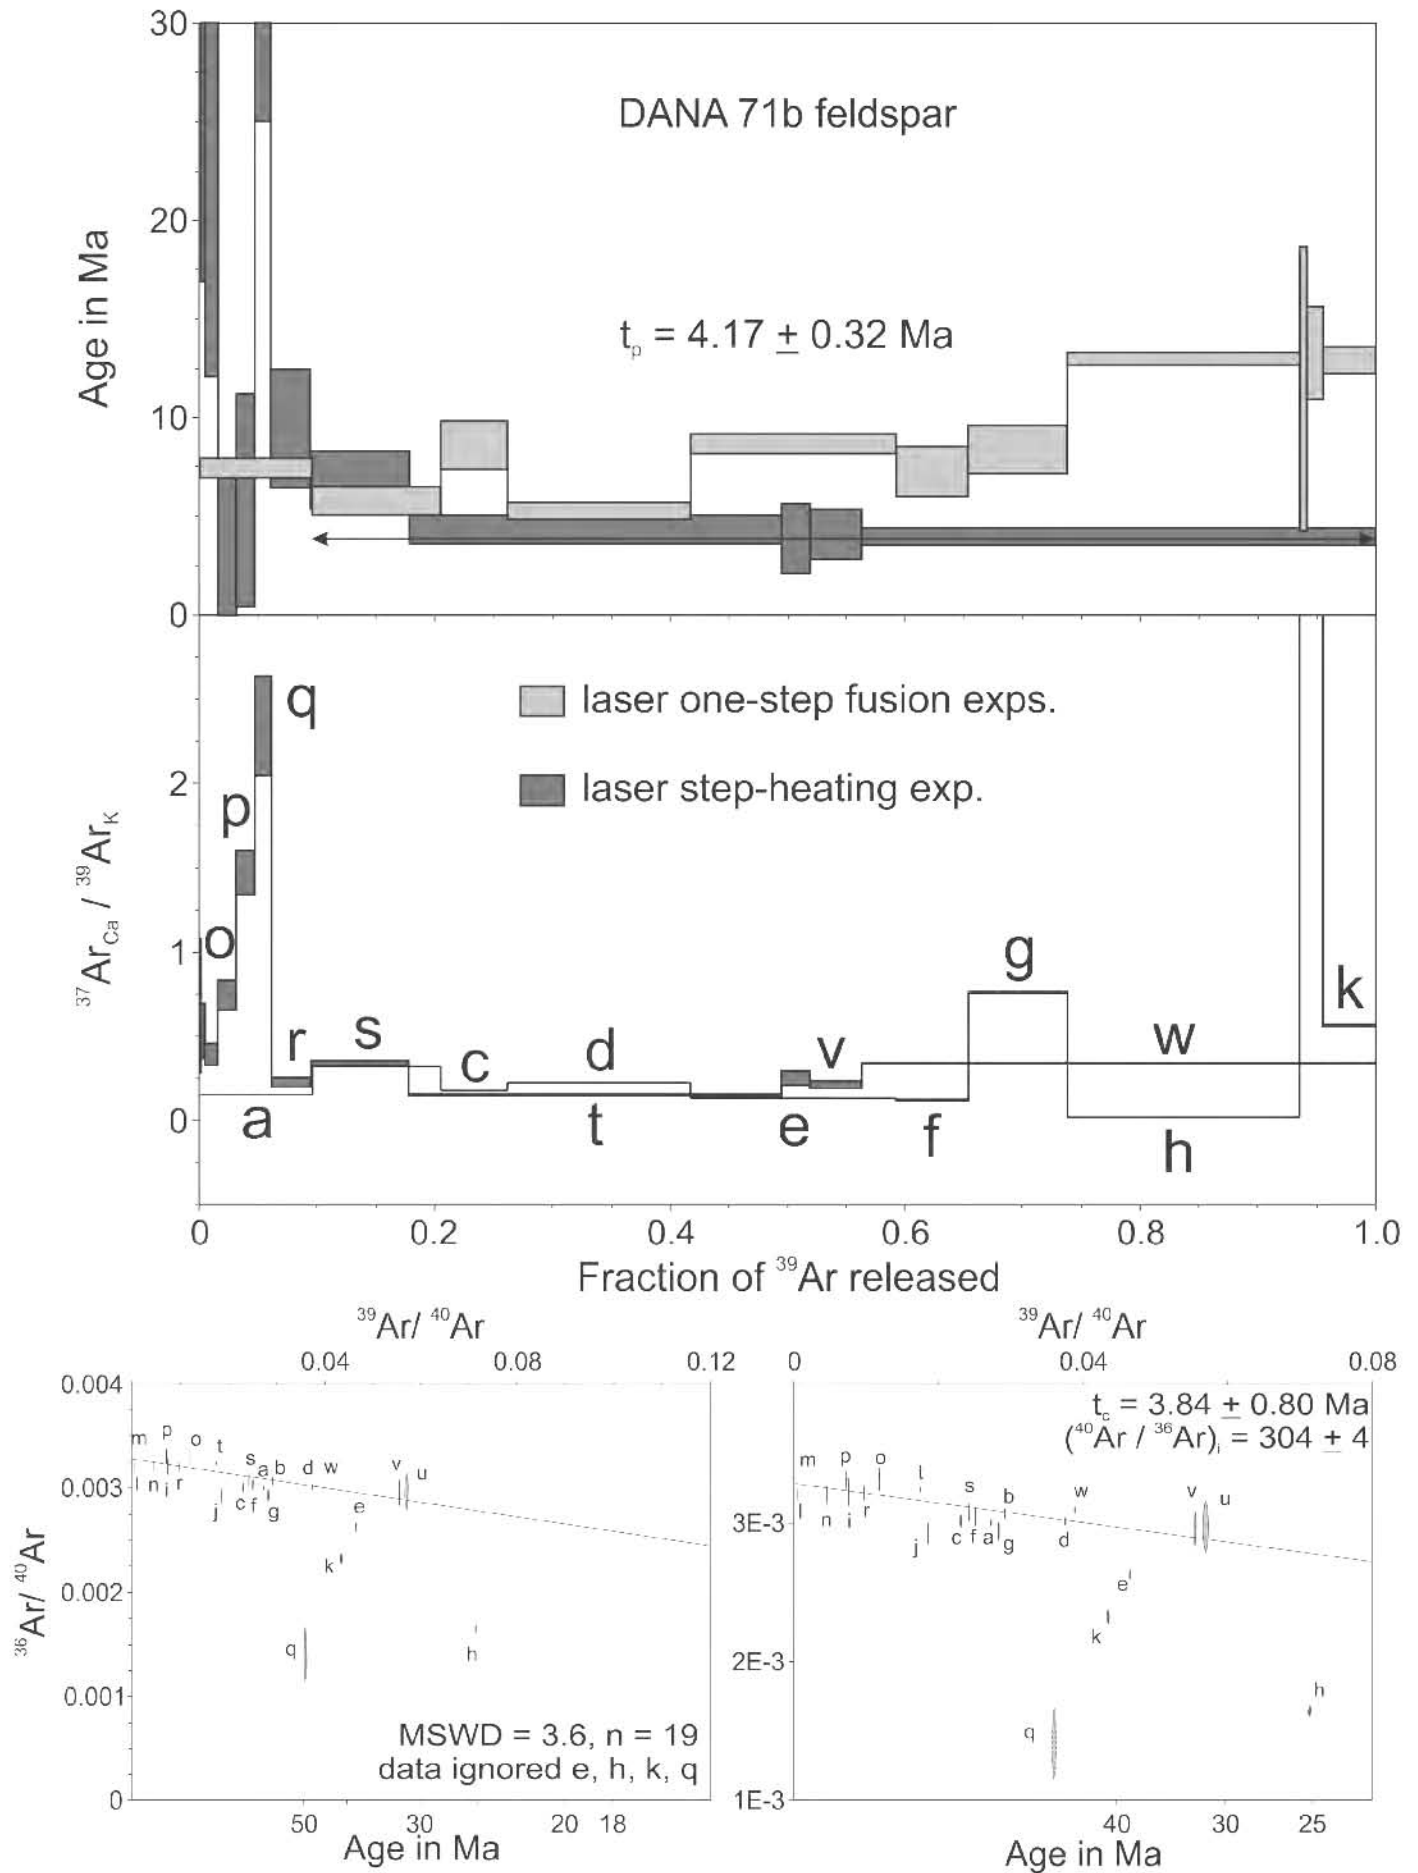 30
DANA 71b feldspar
20
Age in Ma
tp = 4.17 ± 0.32 Ma
10
0
q
laser one-step fusion exps.
2
p
laser step-heating exp.
37ArCa / 39ArK
o
1
g
k
r
s
c
d
v
w
0
a
t
e
f
h
0
0.2
0.4
0.6
0.8
1.0
Fraction of 39Ar released
39Ar/ 40Ar
39Ar/ 40Ar
0.04
0.08
0.12
0
0.04
0.08
0.004
tc = 3.84 ± 0.80 Ma
(40Ar / 36Ar)i = 304 ± 4
m p o t
s a b d w v u
0.003
l n i r
j c f g e
k
0.002
36Ar/ 40Ar
q
h
0.001
MSWD = 3.6, n = 19
data ignored e, h, k, q
0
50
30
20
18
Age in Ma
m p o l
s b w v u
3E-3
l n i r
j c f a g d
e
k
2E-3
h
q
1E-3
40
30
25
Age in Ma